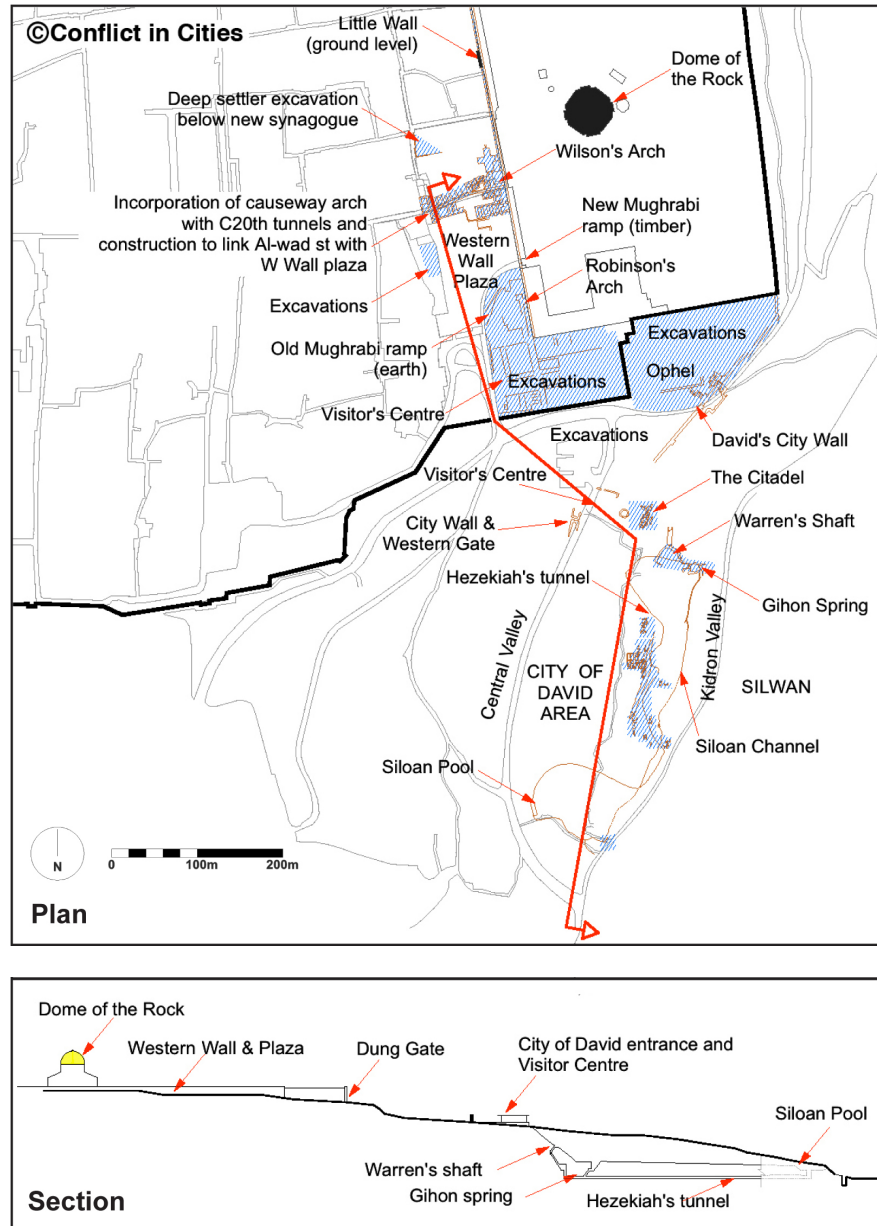 ©Conflict in Cities
Little Wall
(ground level)
Dome of
the Rock
Deep settler excavation
below new synagogue
Wilson's Arch
Incorporation of causeway arch
with C20th tunnels and
construction to link Al-wad st with
W Wall plaza
New Mughrabi
ramp (timber)
Western
Wall
Plaza
Robinson's
Arch
Excavations
Old Mughrabi ramp
(earth)
Excavations
Ophel
Excavations
Visitor's Centre
Excavations
David's City Wall
Visitor's Centre
The Citadel
City Wall &
Western Gate
Warren's Shaft
Hezekiah's tunnel
Gihon Spring
Central Valley
Kidron Valley
CITY OF
DAVID
AREA
SILWAN
Siloan Channel
Siloan Pool
N
0 100m 200m
Plan
Dome of the Rock
Western Wall & Plaza
Dung Gate
City of David entrance and
Visitor Centre
Siloan Pool
Warren's shaft
Gihon spring
Hezekiah's tunnel
Section